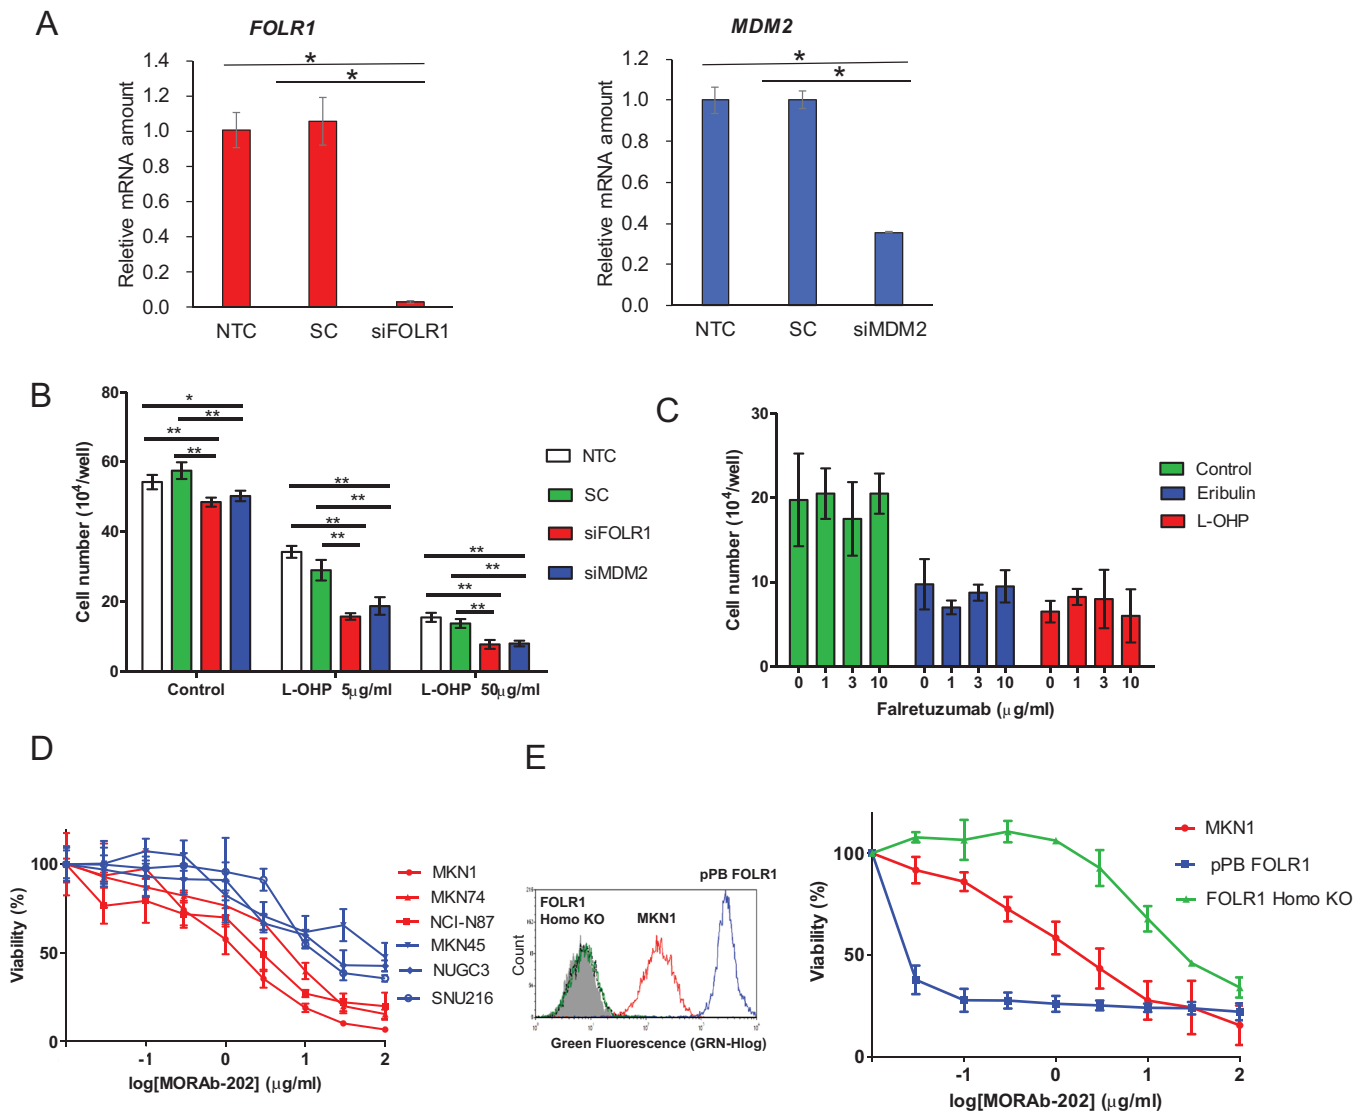 A
FOLR1
MDM2
Reletive mRNA amount
1.4
1.2
1.0
0.8
0.6
0.4
0.2
0.0
*
*
NTC
SC
siFOLR1
Reletive mRNA amount
1.2
1.0
0.8
0.6
0.4
0.2
0.0
*
*
NTC
SC
siMDM2
B
Cell number (10⁴/well)
80
60
40
20
0
*
**
**
**
**
**
**
**
**
**
**
**
Control
L-OHP 5μg/ml
L-OHP 50μg/ml
NTC
SC
siFOLR1
siMDM2
C
Cell number (10⁴/well)
30
20
10
0
0 1 3 10 0 1 3 10 0 1 3 10
Falretuzumab (μg/ml)
Control
Eribulin
L-OHP
D
Viability (%)
100
50
0
-1 0 1 2
log[MORAb-202] (μg/ml)
MKN1
MKN74
NCI-N87
MKN45
NUGC3
SNU216
E
pPB FOLR1
FOLR1
Homo KO
MKN1
Count
Green Fluorescence (GRN-Hlog)
Viability (%)
100
50
0
-1 0 1 2
log[MORAb-202] (μg/ml)
MKN1
pPB FOLR1
FOLR1 Homo KO